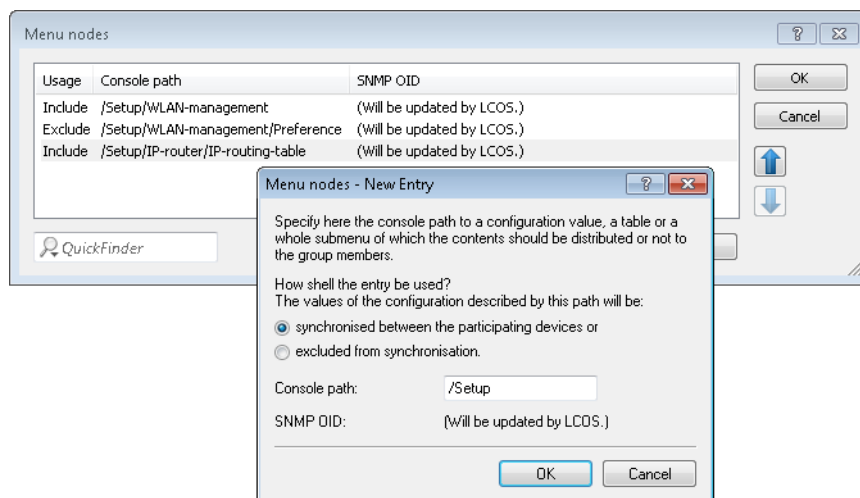 Menu nodes
Usage Console path SNMP OID
Include /Setup/WLAN-management (Will be updated by LCOS.)
Exclude /Setup/WLAN-management/Preference (Will be updated by LCOS.)
Include /Setup/IP-router/IP-routing-table (Will be updated by LCOS.)
OK
Cancel
QuickFinder
Menu nodes - New Entry
Specify here the console path to a configuration value, a table or a
whole submenu of which the contents should be distributed or not to
the group members.
How shell the entry be used?
The values of the configuration described by this path will be:
synchronised between the participating devices or
excluded from synchronisation.
Console path: /Setup
SNMP OID: (Will be updated by LCOS.)
OK Cancel